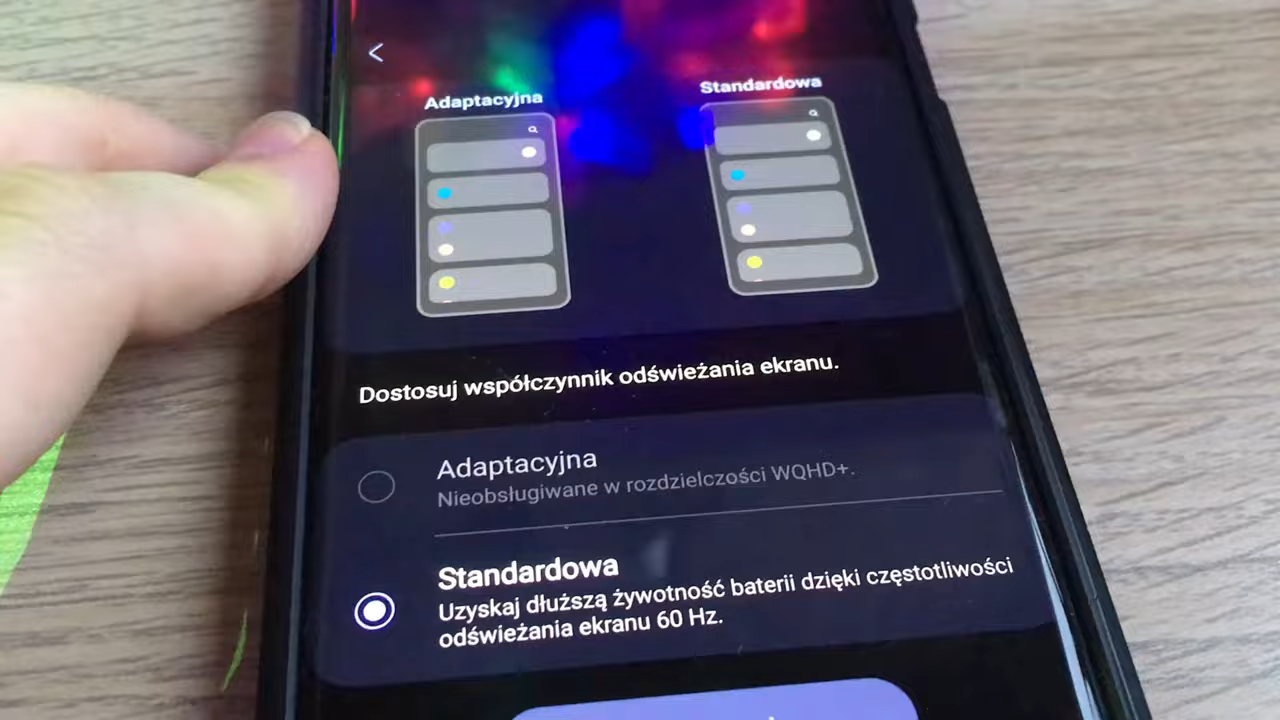 Adaptacyjna
Standardowa
Dostosuj współczynnik odświeżania ekranu.
Adaptacyjna
Nieobsługiwane w rozdzielczości WQHD+.
Standardowa
Uzyskaj dłuższą żywotność baterii dzięki częstotliwości
odświeżania ekranu 60 Hz.